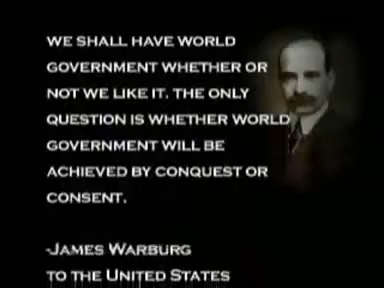 WE SHALL HAVE WORLD
GOVERNMENT WHETHER OR
NOT WE LIKE IT. THE ONLY
QUESTION IS WHETHER WORLD
GOVERNMENT WILL BE
ACHIEVED BY CONQUEST OR
CONSENT.
-JAMES WARBURG
TO THE UNITED STATES